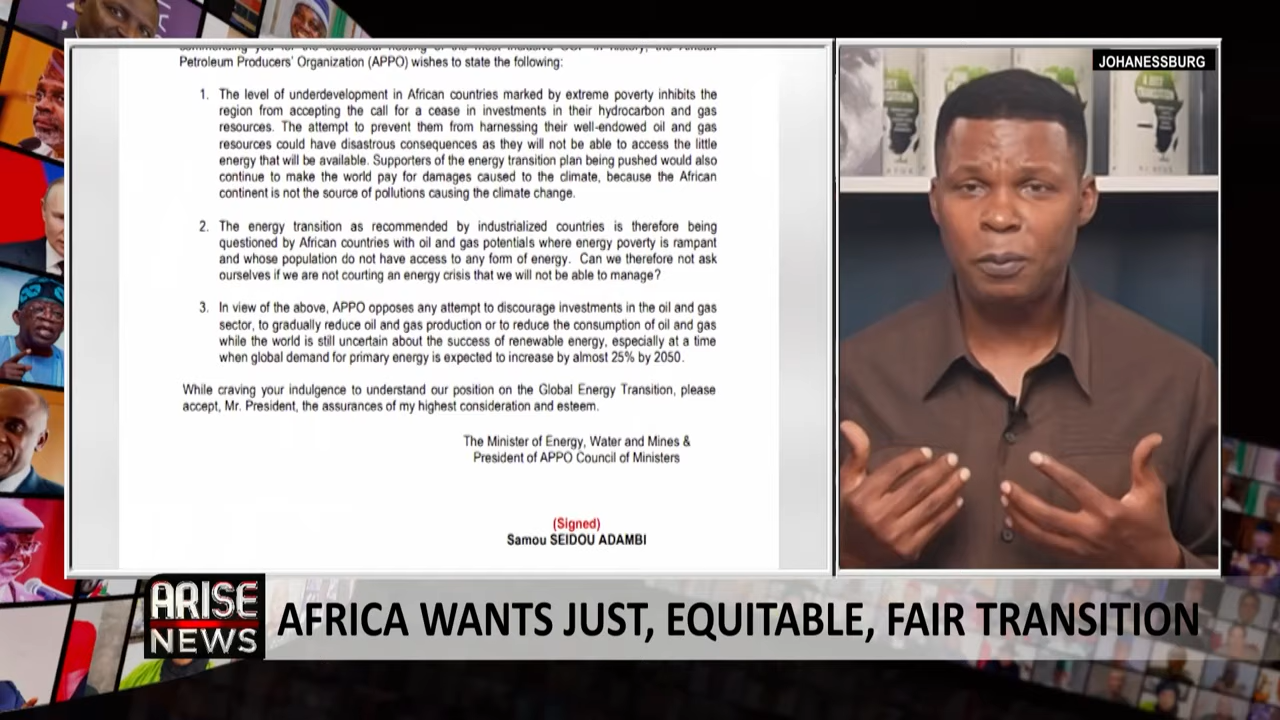 Petroleum Producers' Organization (APPO) wishes to state the following:
1. The level of underdevelopment in African countries marked by extreme poverty inhibits the
region from accepting the call for a cease in investments in their hydrocarbon and gas
resources. The attempt to prevent them from harnessing their well-endowed oil and gas
resources could have disastrous consequences as they will not be able to access the little
energy that will be available. Supporters of the energy transition plan being pushed would also
continue to make the world pay for damages caused to the climate, because the African
continent is not the source of pollutions causing the climate change.
2. The energy transition as recommended by industrialized countries is therefore being
questioned by African countries with oil and gas potentials where energy poverty is rampant
and whose population do not have access to any form of energy. Can we therefore not ask
ourselves if we are not courting an energy crisis that we will not be able to manage?
3. In view of the above, APPO opposes any attempt to discourage investments in the oil and gas
sector, to gradually reduce oil and gas production or to reduce the consumption of oil and gas
while the world is still uncertain about the success of renewable energy, especially at a time
when global demand for primary energy is expected to increase by almost 25% by 2050.
While craving your indulgence to understand our position on the Global Energy Transition, please
accept, Mr. President, the assurances of my highest consideration and esteem.
The Minister of Energy, Water and Mines &
President of APPO Council of Ministers
(Signed)
Samou SEIDOU ADAMBI
JOHANESSBURG
ARISE
NEWS
AFRICA WANTS JUST, EQUITABLE, FAIR TRANSITION